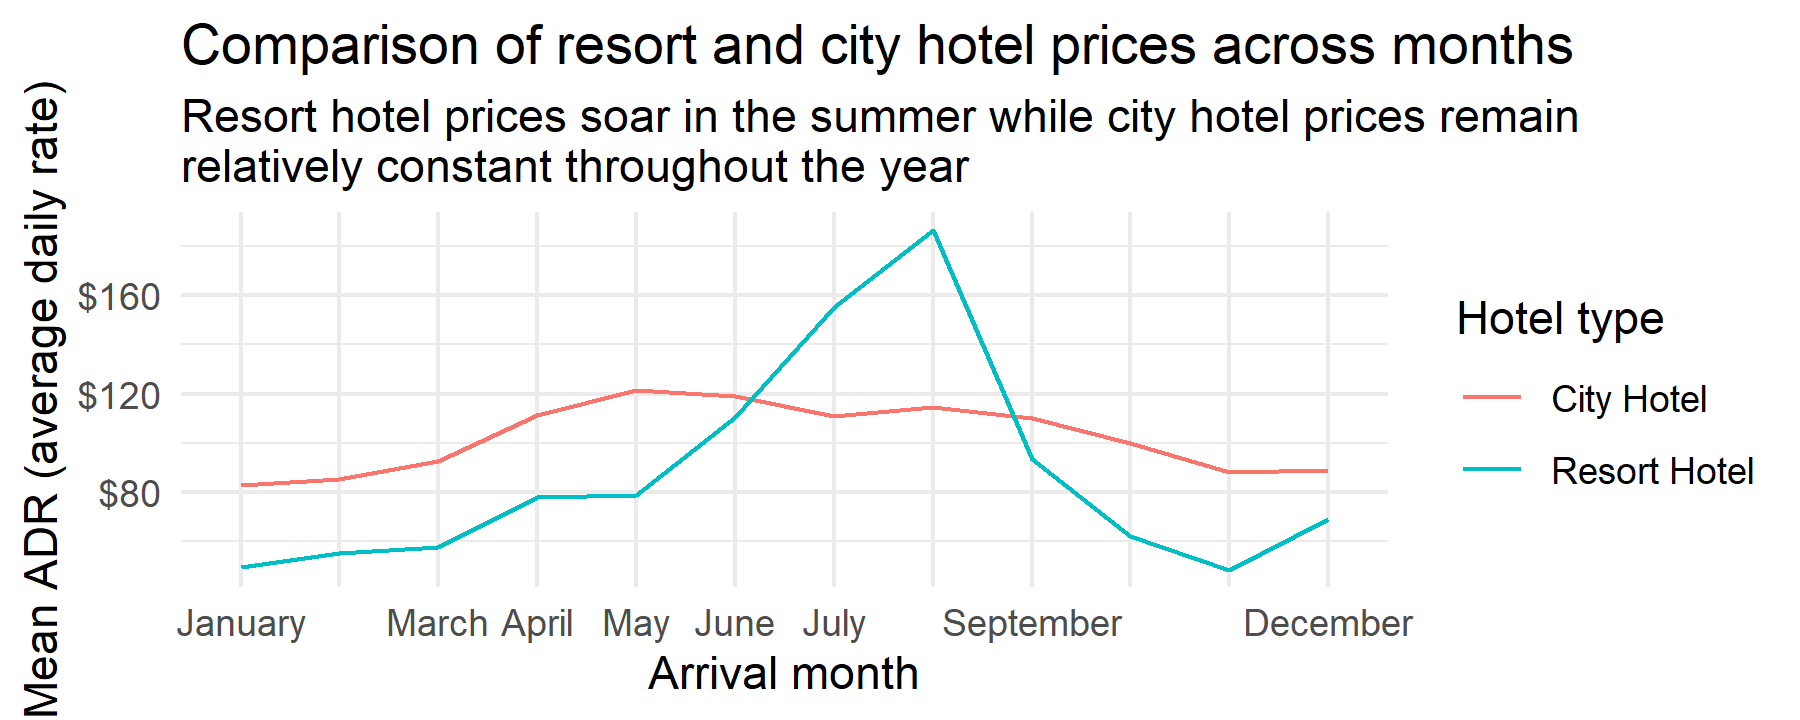 Comparison of resort and city hotel prices across months
Resort hotel prices soar in the summer while city hotel prices remain
relatively constant throughout the year
Mean ADR (average daily rate)
$160
$120
$80
January March April May June July September December
Arrival month
Hotel type
City Hotel
Resort Hotel